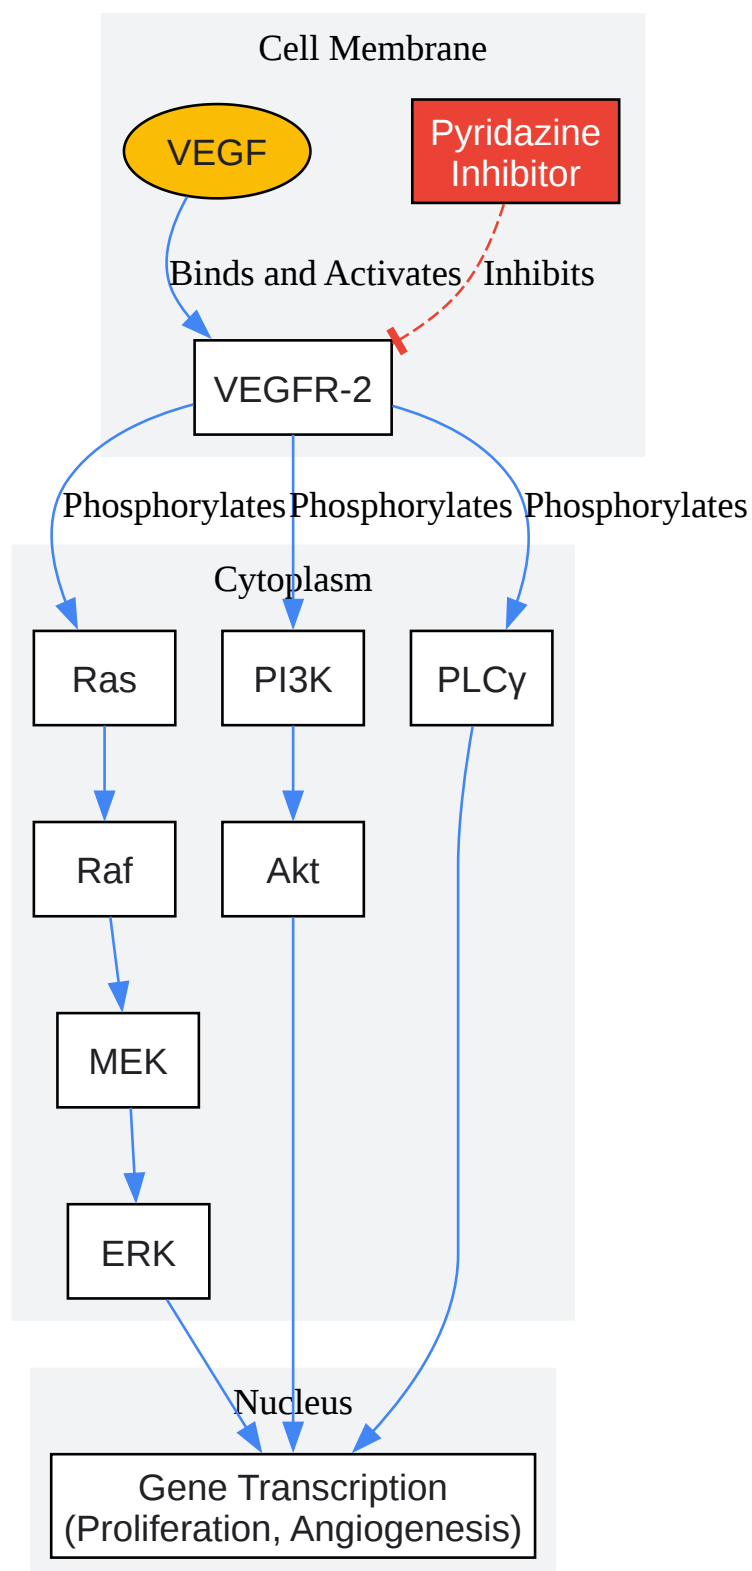 Cell Membrane
VEGF
Pyridazine
Inhibitor
Binds and Activates
Inhibits
VEGFR-2
Phosphorylates
Phosphorylates
Phosphorylates
Cytoplasm
Ras
PI3K
PLCγ
Raf
Akt
MEK
ERK
Nucleus
Gene Transcription
(Proliferation, Angiogenesis)